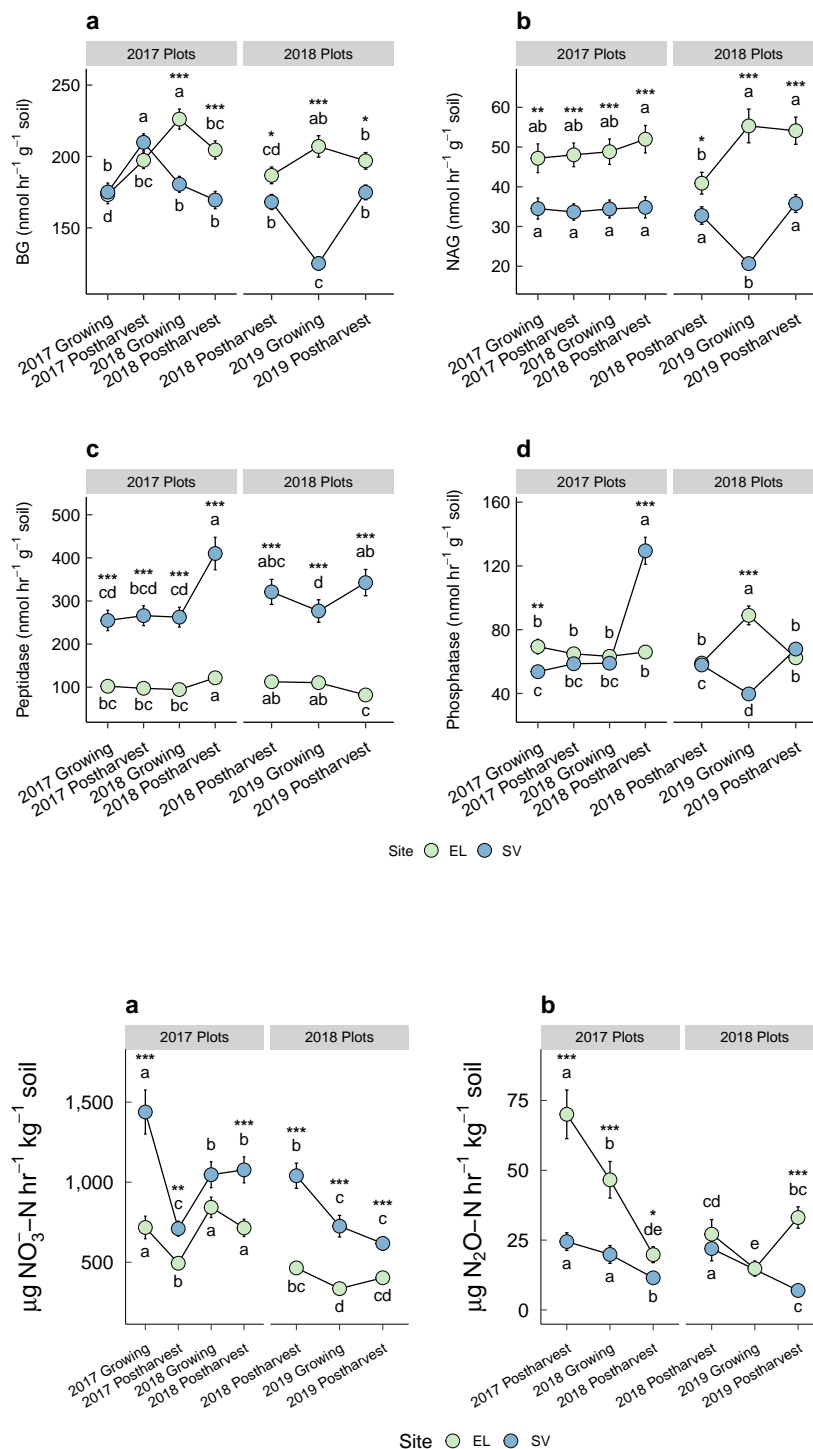 a
2017 Plots 2018 Plots
BG (nmol hr⁻¹ g⁻¹ soil)
250
200
150
b
d
a
bc
***
a
b
***
bc
b
*
cd
b
***
ab
c
*
b
b
2017 Growing
2017 Postharvest
2018 Growing
2018 Postharvest
2018 Postharvest
2019 Growing
2019 Postharvest
b
2017 Plots 2018 Plots
NAG (nmol hr⁻¹ g⁻¹ soil)
60
50
40
30
20
**
ab
a
***
ab
a
***
ab
a
***
a
a
*
b
a
***
a
b
***
a
a
2017 Growing
2017 Postharvest
2018 Growing
2018 Postharvest
2018 Postharvest
2019 Growing
2019 Postharvest
c
2017 Plots 2018 Plots
Peptidase (nmol hr⁻¹ g⁻¹ soil)
500
400
300
200
100
***
cd
bc
***
bcd
bc
***
cd
bc
***
a
a
***
abc
ab
***
d
ab
***
ab
c
2017 Growing
2017 Postharvest
2018 Growing
2018 Postharvest
2018 Postharvest
2019 Growing
2019 Postharvest
d
2017 Plots 2018 Plots
Phosphatase (nmol hr⁻¹ g⁻¹ soil)
160
120
80
40
**
b
c
b
bc
b
bc
***
a
b
b
c
***
a
d
b
b
2017 Growing
2017 Postharvest
2018 Growing
2018 Postharvest
2018 Postharvest
2019 Growing
2019 Postharvest
Site EL SV
a
2017 Plots 2018 Plots
μg NO₃⁻–N hr⁻¹ kg⁻¹ soil
1,500
1,000
500
***
a
a
**
c
b
b
a
***
b
a
***
b
bc
***
c
d
***
c
cd
2017 Growing
2017 Postharvest
2018 Growing
2018 Postharvest
2018 Postharvest
2019 Growing
2019 Postharvest
b
2017 Plots 2018 Plots
μg N₂O–N hr⁻¹ kg⁻¹ soil
75
50
25
0
***
a
a
***
b
a
*
de
b
cd
a
e
***
bc
c
2017 Postharvest
2018 Growing
2018 Postharvest
2018 Postharvest
2019 Growing
2019 Postharvest
Site EL SV